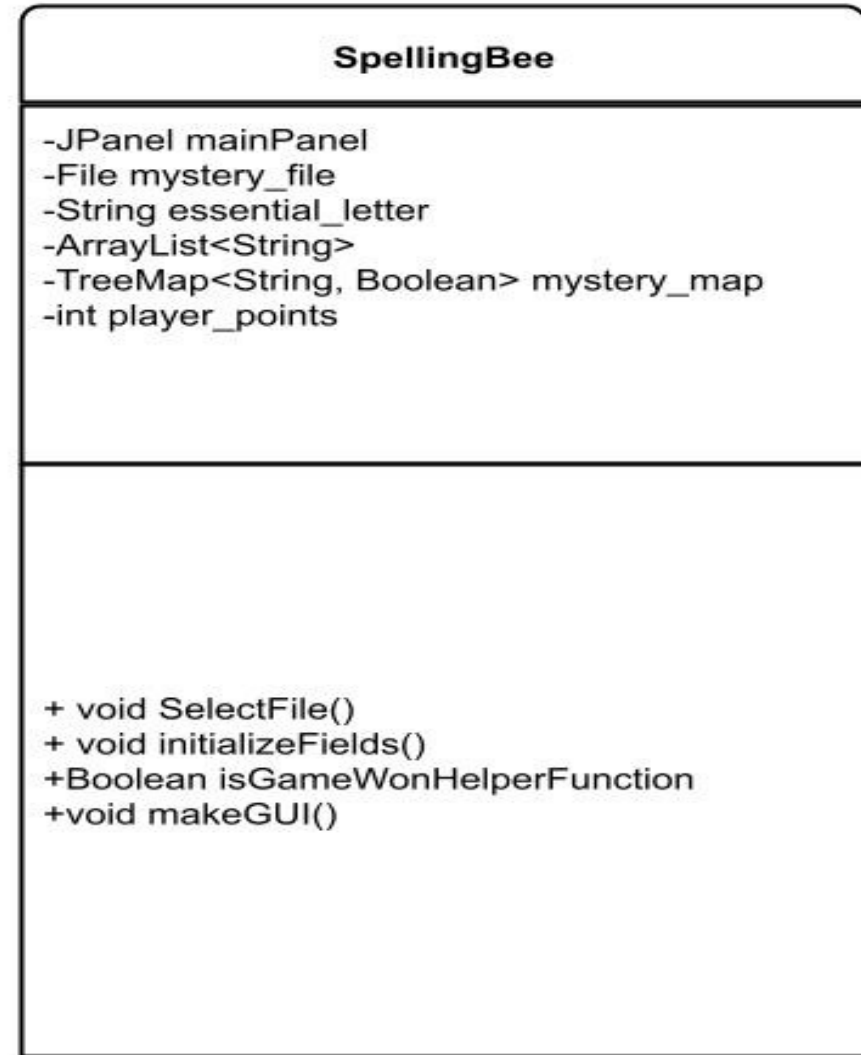 SpellingBee
-JPanel mainPanel
-File mystery_file
-String essential_letter
-ArrayList<String>
-TreeMap<String, Boolean> mystery_map
-int player_points
+ void SelectFile()
+ void initializeFields()
+Boolean isGameWonHelperFunction
+void makeGUI()